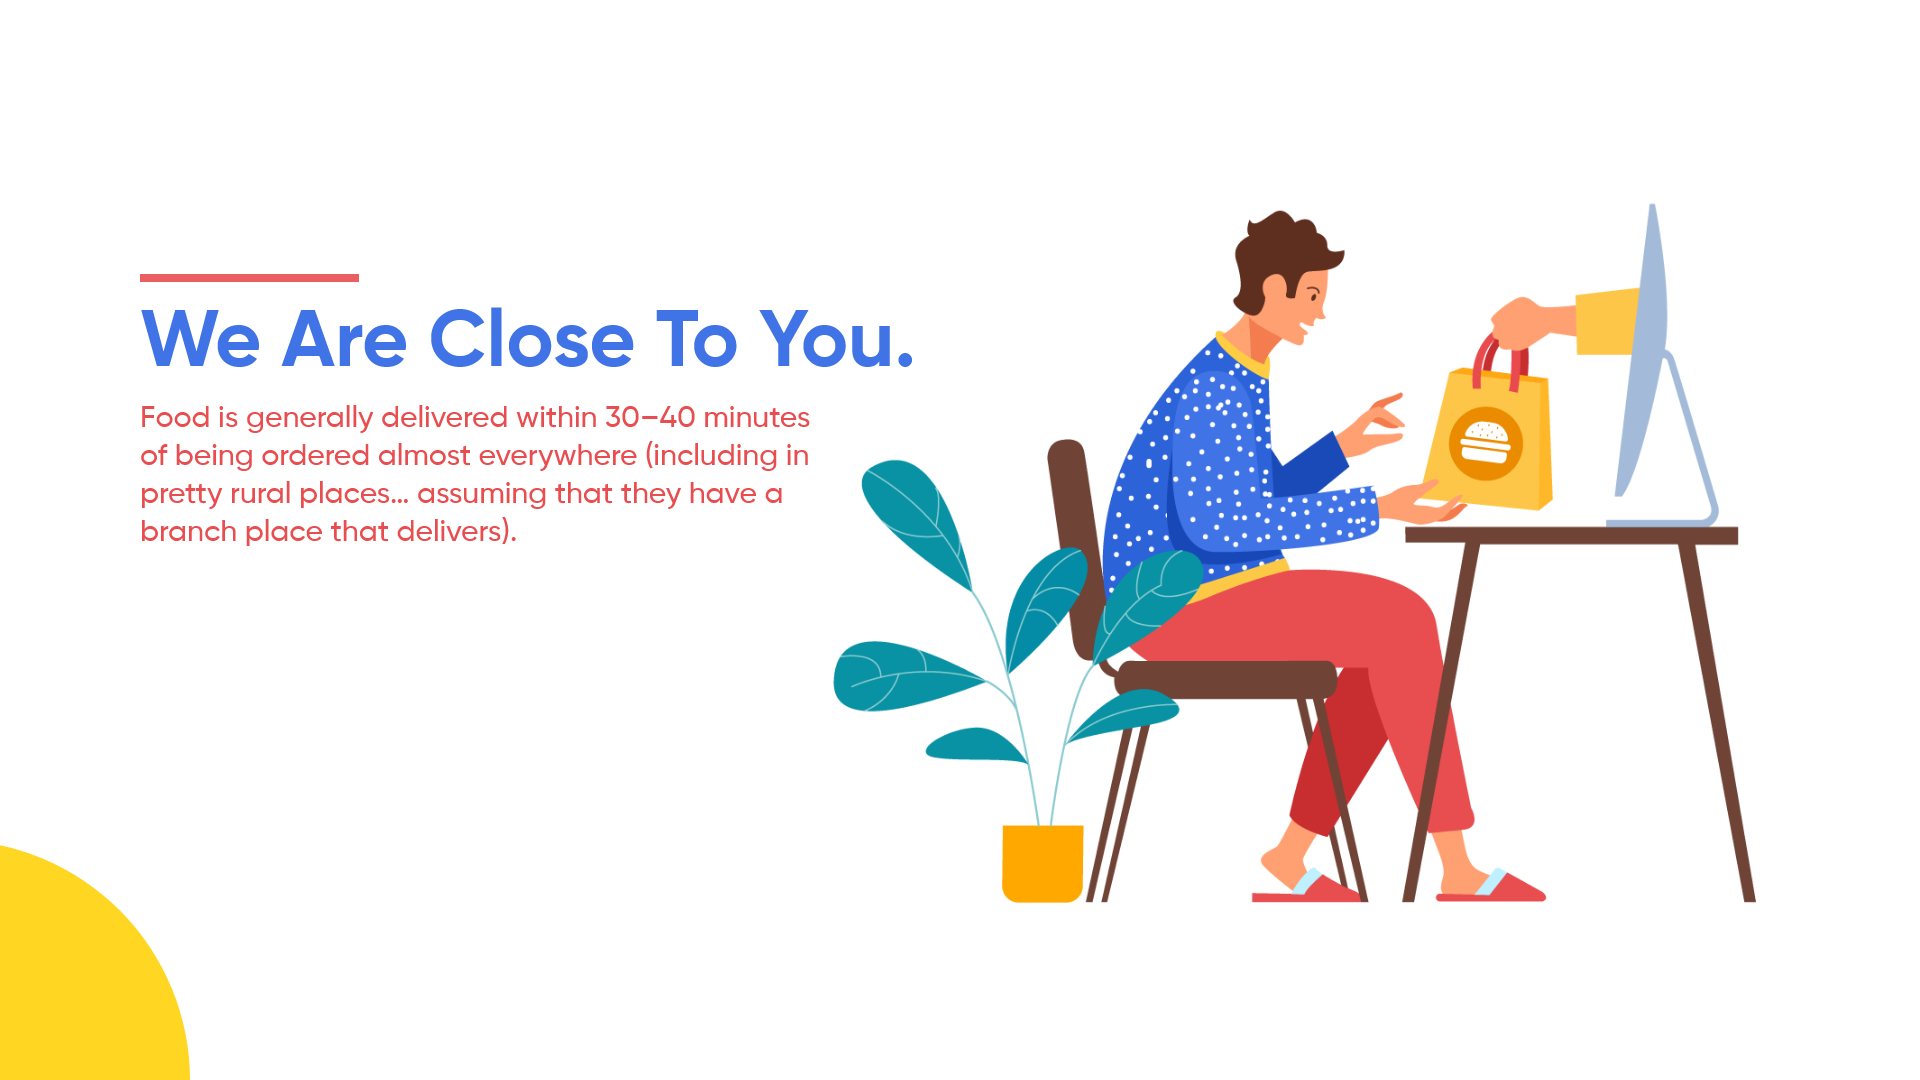 We Are Close To You.
Food is generally delivered within 30–40 minutes
of being ordered almost everywhere (including in
pretty rural places... assuming that they have a
branch place that delivers).